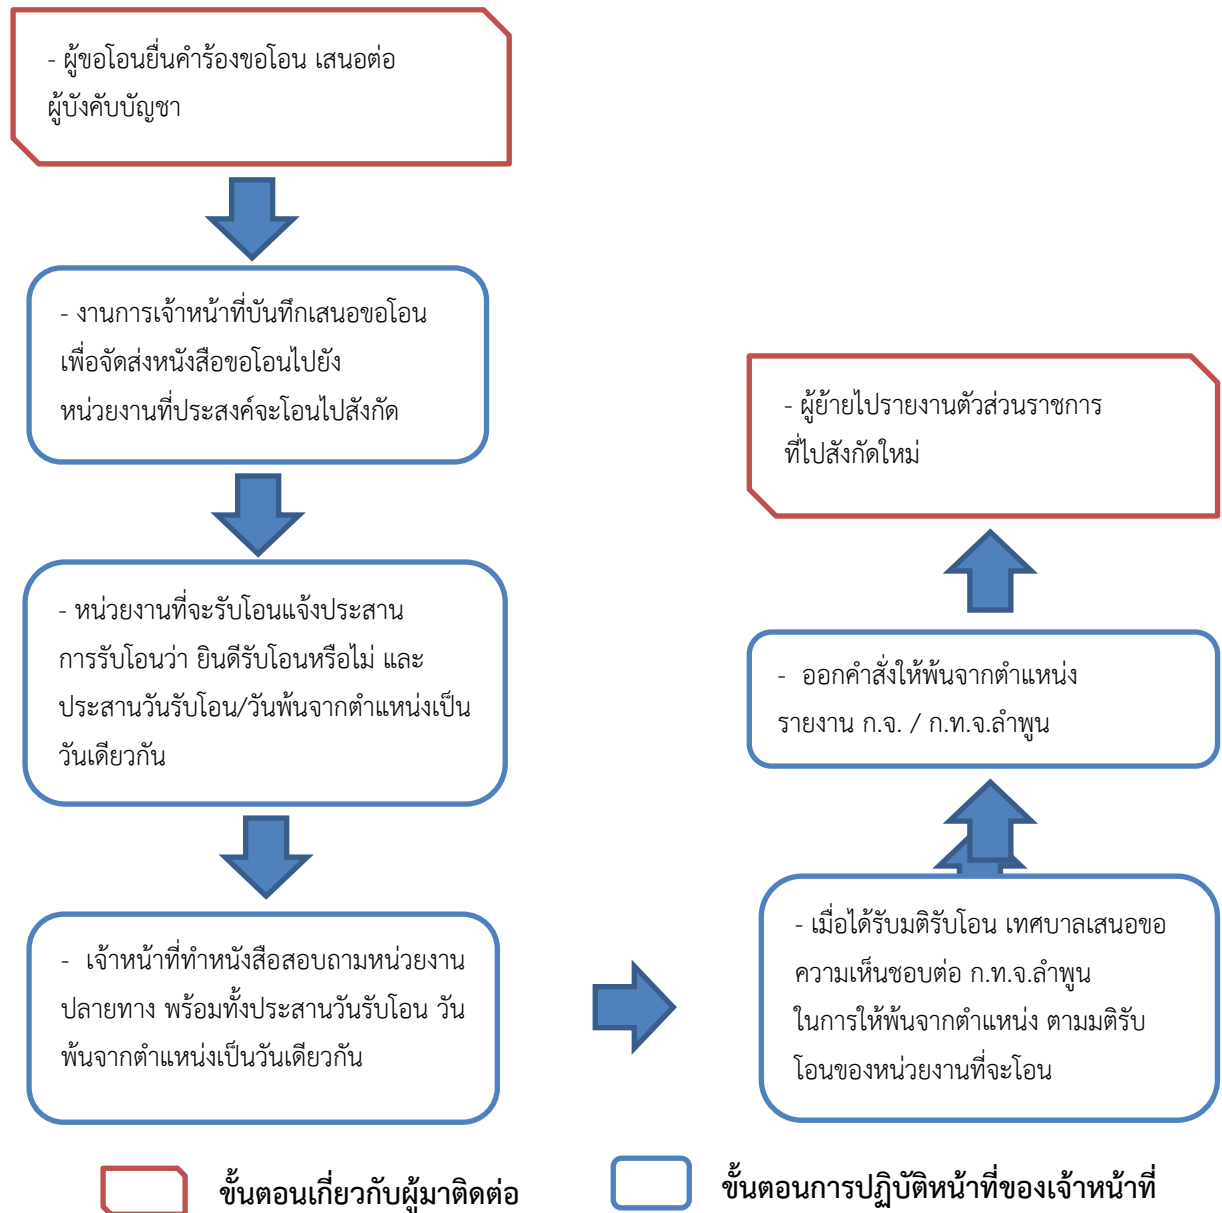 - ผู้ขอโอนยื่นคำร้องขอโอน เสนอต่อ
ผู้บังคับบัญชา
- งานการเจ้าหน้าที่บันทึกเสนอขอโอน
เพื่อจัดส่งหนังสือขอโอนไปยัง
หน่วยงานที่ประสงค์จะโอนไปสังกัด
- หน่วยงานที่จะรับโอนแจ้งประสาน
การรับโอนว่า ยินดีรับโอนหรือไม่ และ
ประสานวันรับโอน/วันพ้นจากตำแหน่งเป็น
วันเดียวกัน
- เจ้าหน้าที่ทำหนังสือสอบถามหน่วยงาน
ปลายทาง พร้อมทั้งประสานวันรับโอน วัน
พ้นจากตำแหน่งเป็นวันเดียวกัน
- เมื่อได้รับมติรับโอน เทศบาลเสนอขอ
ความเห็นชอบต่อ ก.ท.จ.ลำพูน
ในการให้พ้นจากตำแหน่ง ตามมติรับ
โอนของหน่วยงานที่จะโอน
- ออกคำสั่งให้พ้นจากตำแหน่ง
รายงาน ก.จ. / ก.ท.จ.ลำพูน
- ผู้ย้ายไปรายงานตัวส่วนราชการ
ที่ไปสังกัดใหม่
ขั้นตอนเกี่ยวกับผู้มาติดต่อ
ขั้นตอนการปฏิบัติหน้าที่ของเจ้าหน้าที่